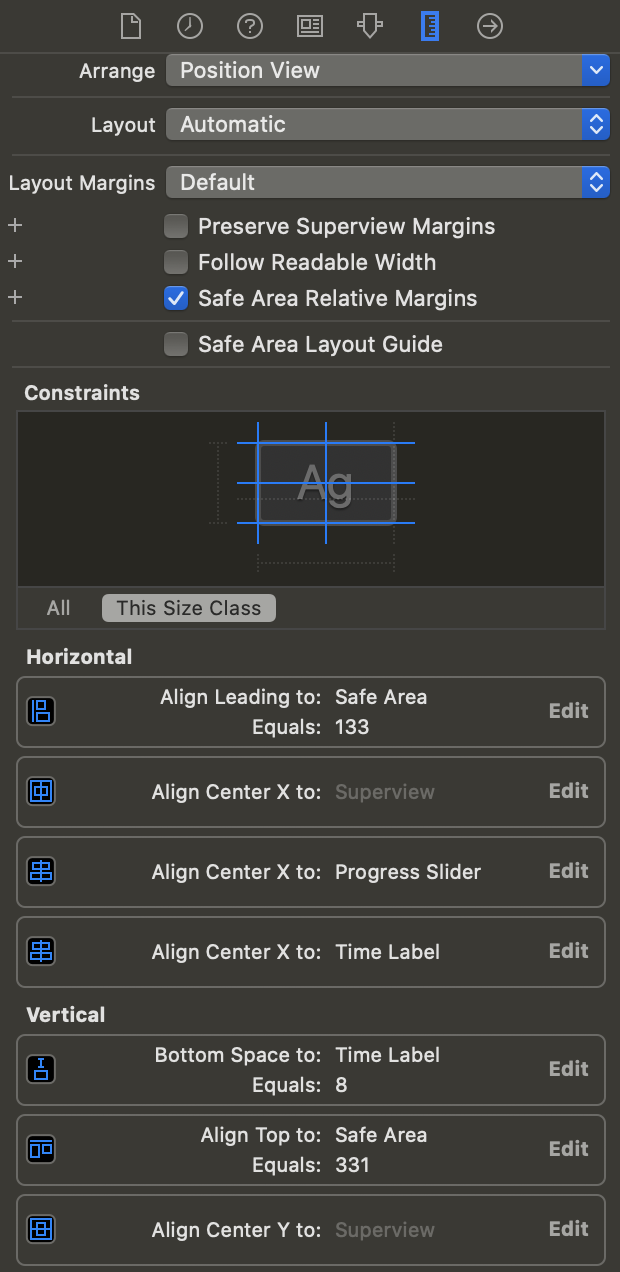 Arrange Position View
Layout Automatic
Layout Margins Default
Preserve Superview Margins
Follow Readable Width
Safe Area Relative Margins
Safe Area Layout Guide
Constraints
Ag
All This Size Class
Horizontal
Align Leading to: Safe Area Edit
Equals: 133
Align Center X to: Superview Edit
Align Center X to: Progress Slider Edit
Align Center X to: Time Label Edit
Vertical
Bottom Space to: Time Label Edit
Equals: 8
Align Top to: Safe Area Edit
Equals: 331
Align Center Y to: Superview Edit